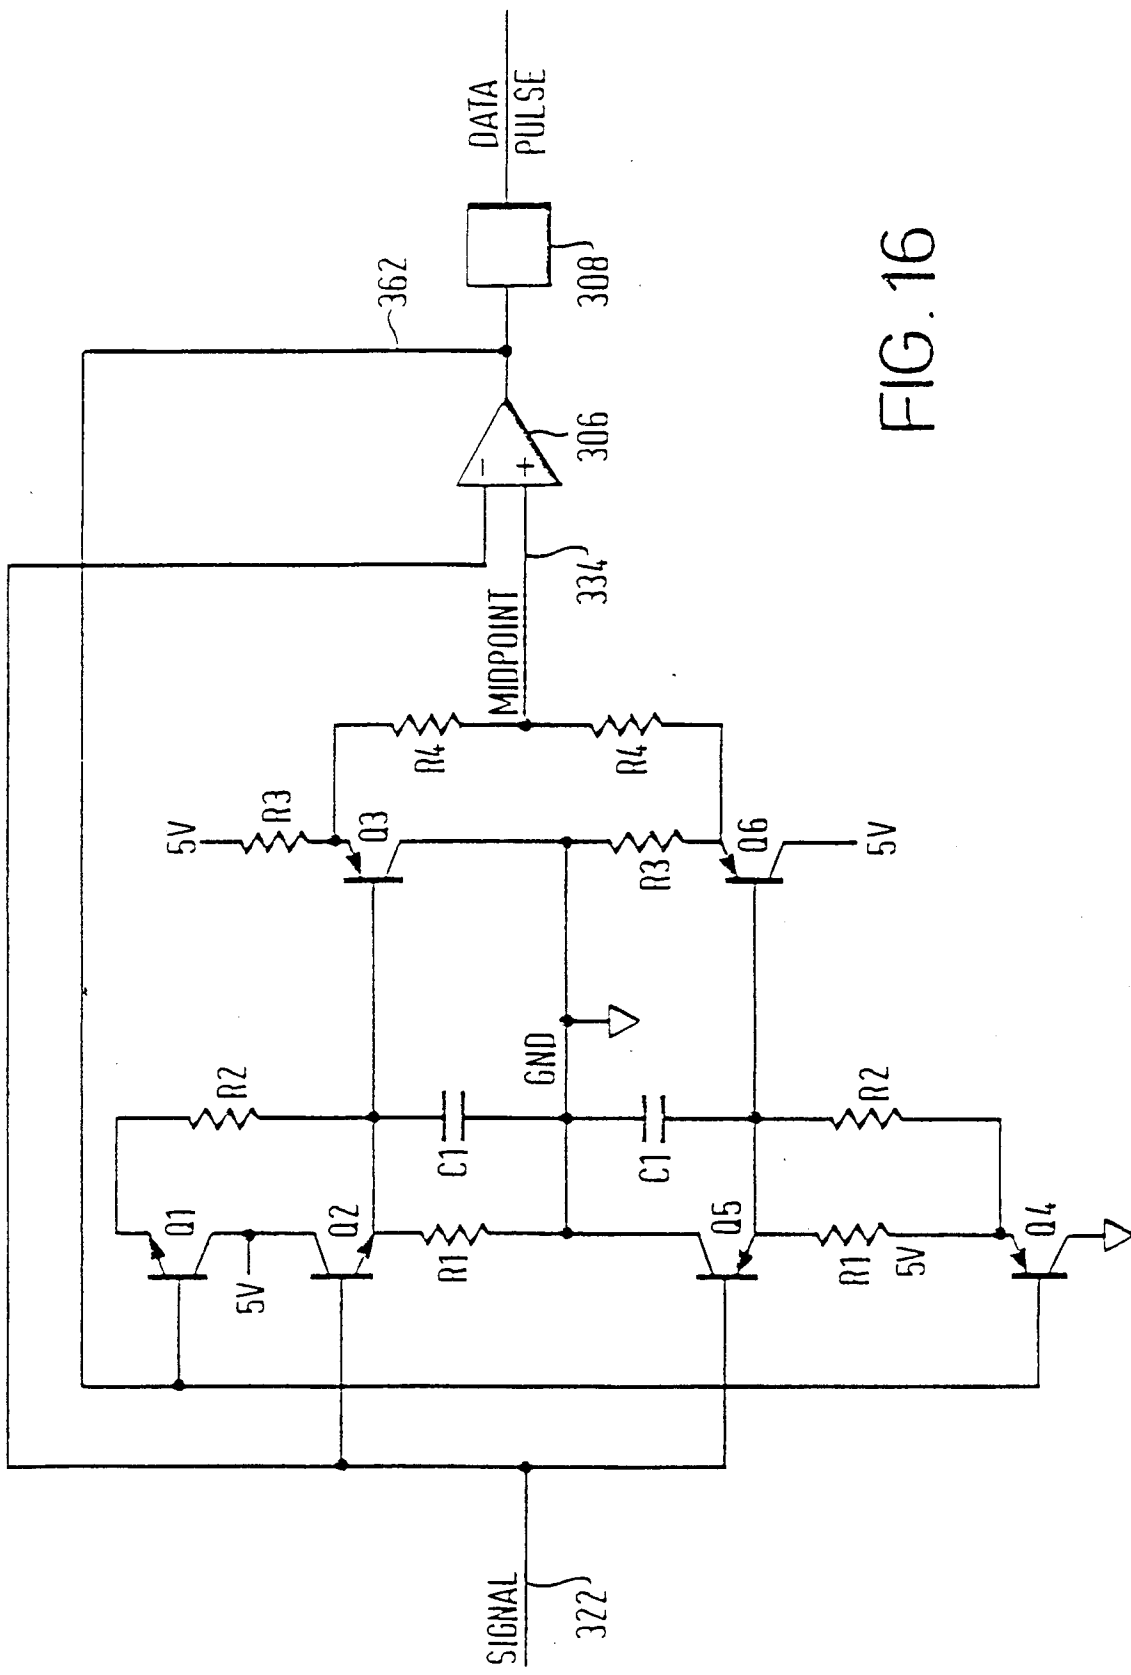 SIGNAL
322
5V
Q1
R2
Q2
R1
C1
GND
C1
Q5
R1
5V
R2
Q4
5V
R3
Q3
R4
MIDPOINT
334
R4
R3
Q6
5V
-
+
306
362
308
DATA
PULSE
FIG. 16